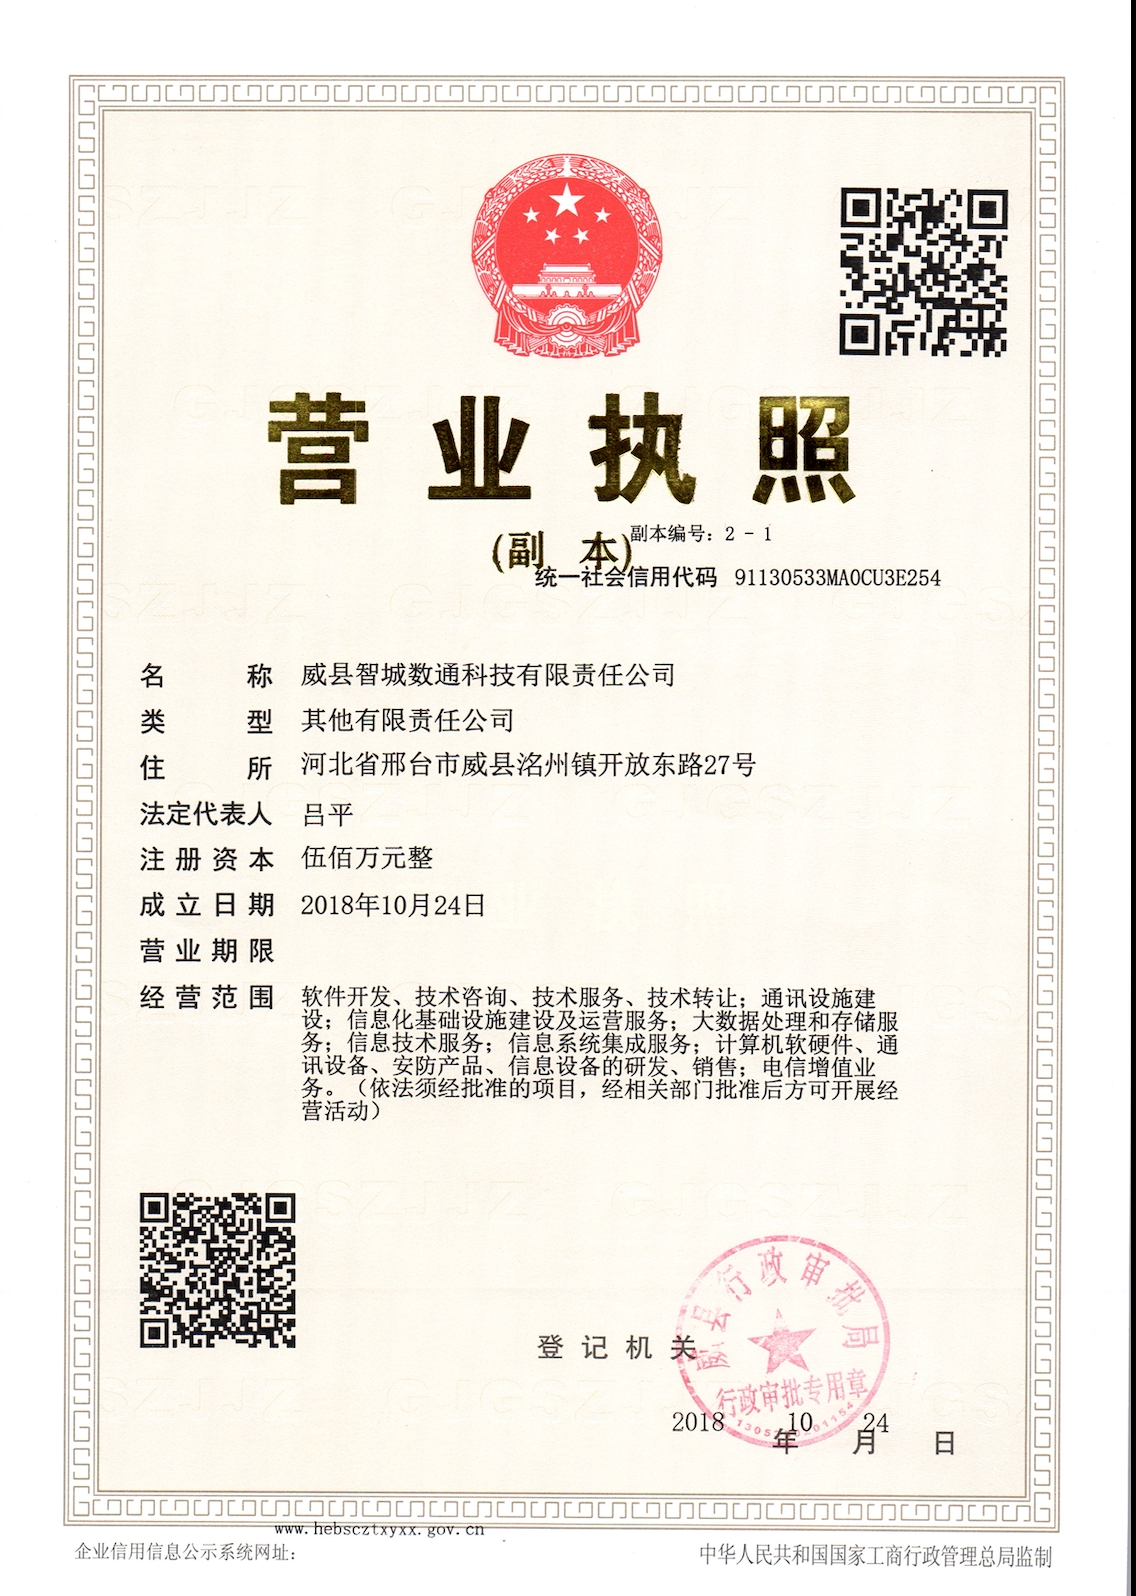 营业执照
(副 本)
副本编号：2－1
统一社会信用代码 91130533MA0CU3E254
名称 威县智城数通科技有限责任公司
类型 其他有限责任公司
住所 河北省邢台市威县洺州镇开放东路27号
法定代表人 吕平
注册资本 伍佰万元整
成立日期 2018年10月24日
营业期限
经营范围 软件开发、技术咨询、技术服务、技术转让；通讯设施建
设；信息化基础设施建设及运营服务；大数据处理和存储服
务；信息技术服务；信息系统集成服务；计算机软硬件、通
讯设备、安防产品、信息设备的研发、销售；电信增值业
务。（依法须经批准的项目，经相关部门批准后方可开展经
营活动）
登记机关
威县行政审批局
行政审批专用章
2018 年 10 月 24 日
www.hebscztxyxx.gov.cn
企业信用信息公示系统网址：
中华人民共和国国家工商行政管理总局监制